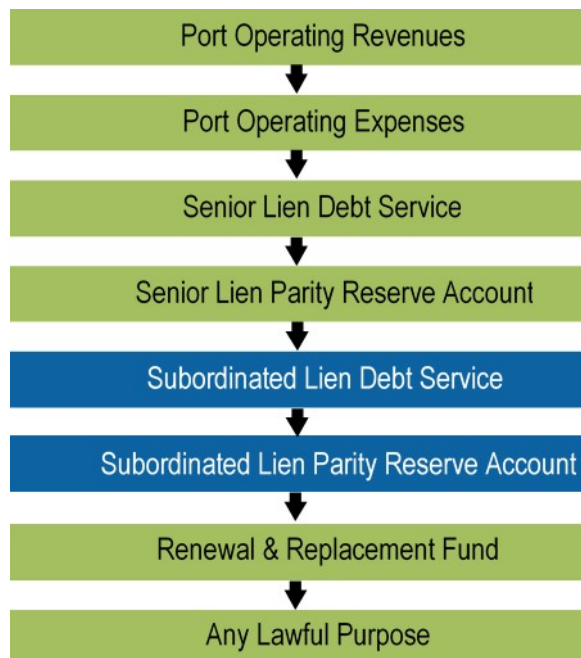 Port Operating Revenues
Port Operating Expenses
Senior Lien Debt Service
Senior Lien Parity Reserve Account
Subordinated Lien Debt Service
Subordinated Lien Parity Reserve Account
Renewal & Replacement Fund
Any Lawful Purpose